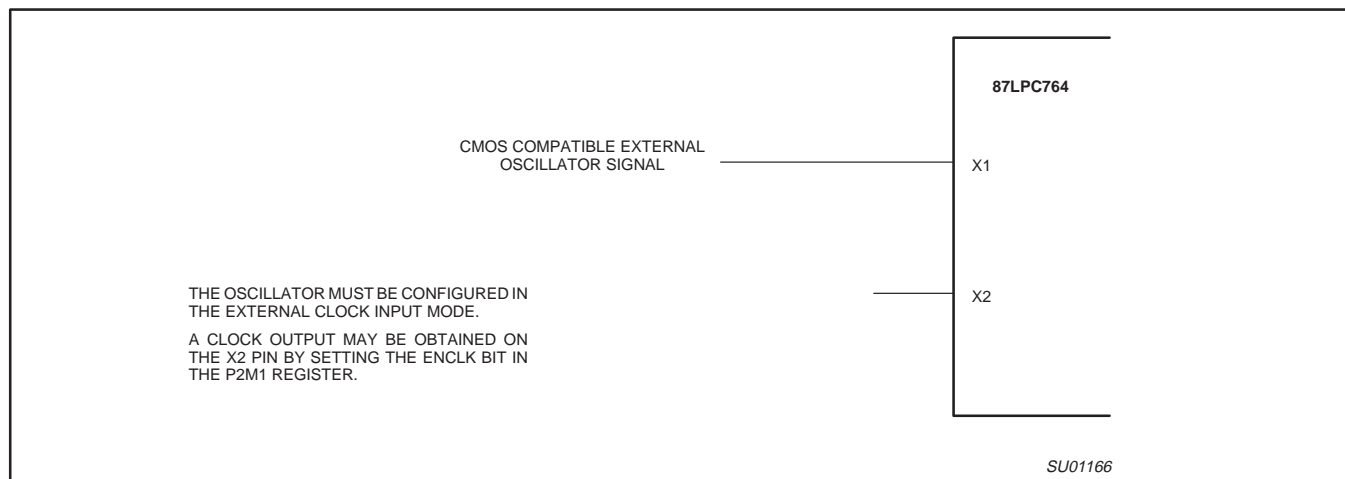 87LPC764
CMOS COMPATIBLE EXTERNAL
OSCILLATOR SIGNAL
X1
THE OSCILLATOR MUST BE CONFIGURED IN
THE EXTERNAL CLOCK INPUT MODE.
X2
A CLOCK OUTPUT MAY BE OBTAINED ON
THE X2 PIN BY SETTING THE ENCLK BIT IN
THE P2M1 REGISTER.
SU01166